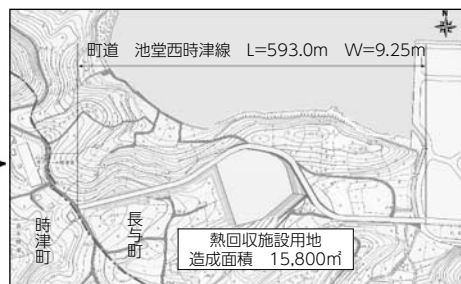 N
町道 池堂西時津線 L=593.0m W=9.25m
時津町
長与町
熱回収施設用地
造成面積 15,800㎡